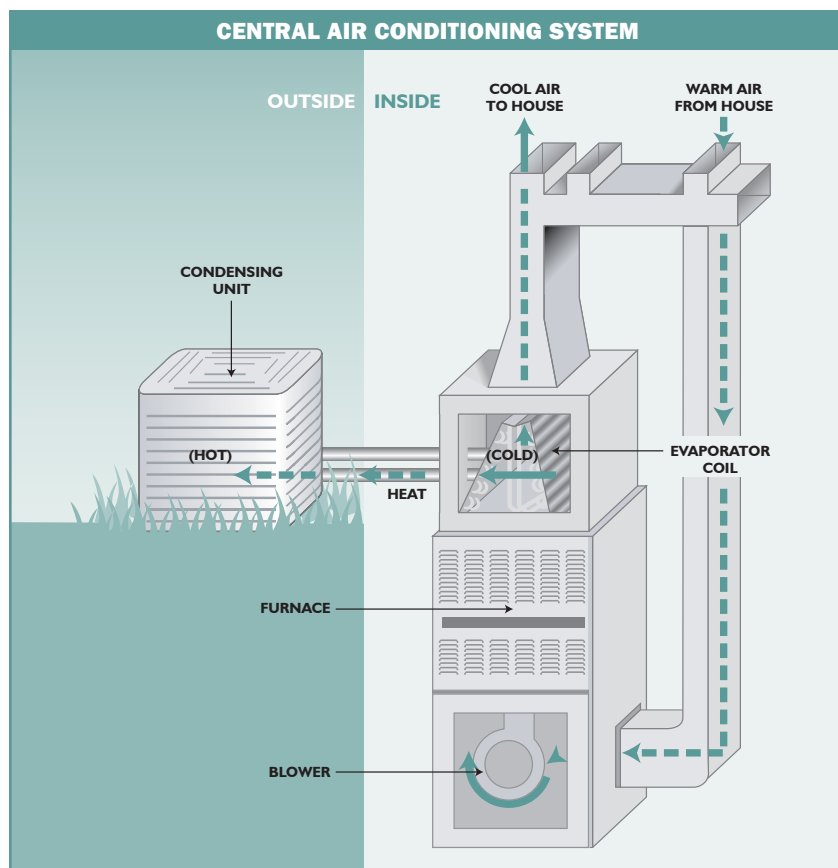 CENTRAL AIR CONDITIONING SYSTEM
OUTSIDE INSIDE
COOL AIR
TO HOUSE
WARM AIR
FROM HOUSE
CONDENSING
UNIT
(HOT)
HEAT
(COLD)
EVAPORATOR
COIL
FURNACE
BLOWER